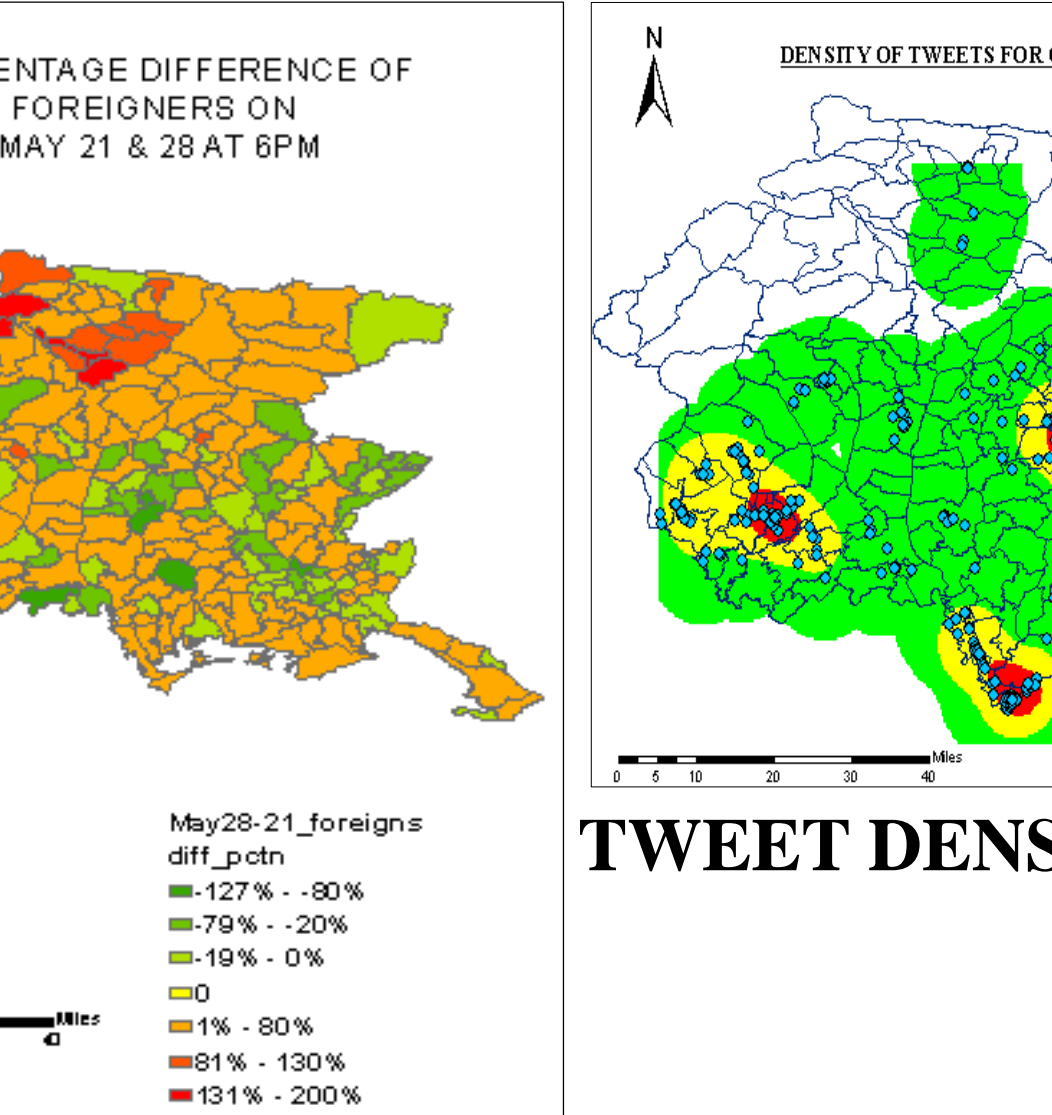 ENTAGE DIFFERENCE OF
FOREIGNERS ON
MAY 21 & 28 AT 6PM
May28-21_foreigns
diff_pctn
-127% - -80%
-79% - -20%
-19% - 0%
0
1% - 80%
81% - 130%
131% - 200%
Miles
N
DENSITY OF TWEETS FOR
Miles
0 5 10 20 30 40
TWEET DENS